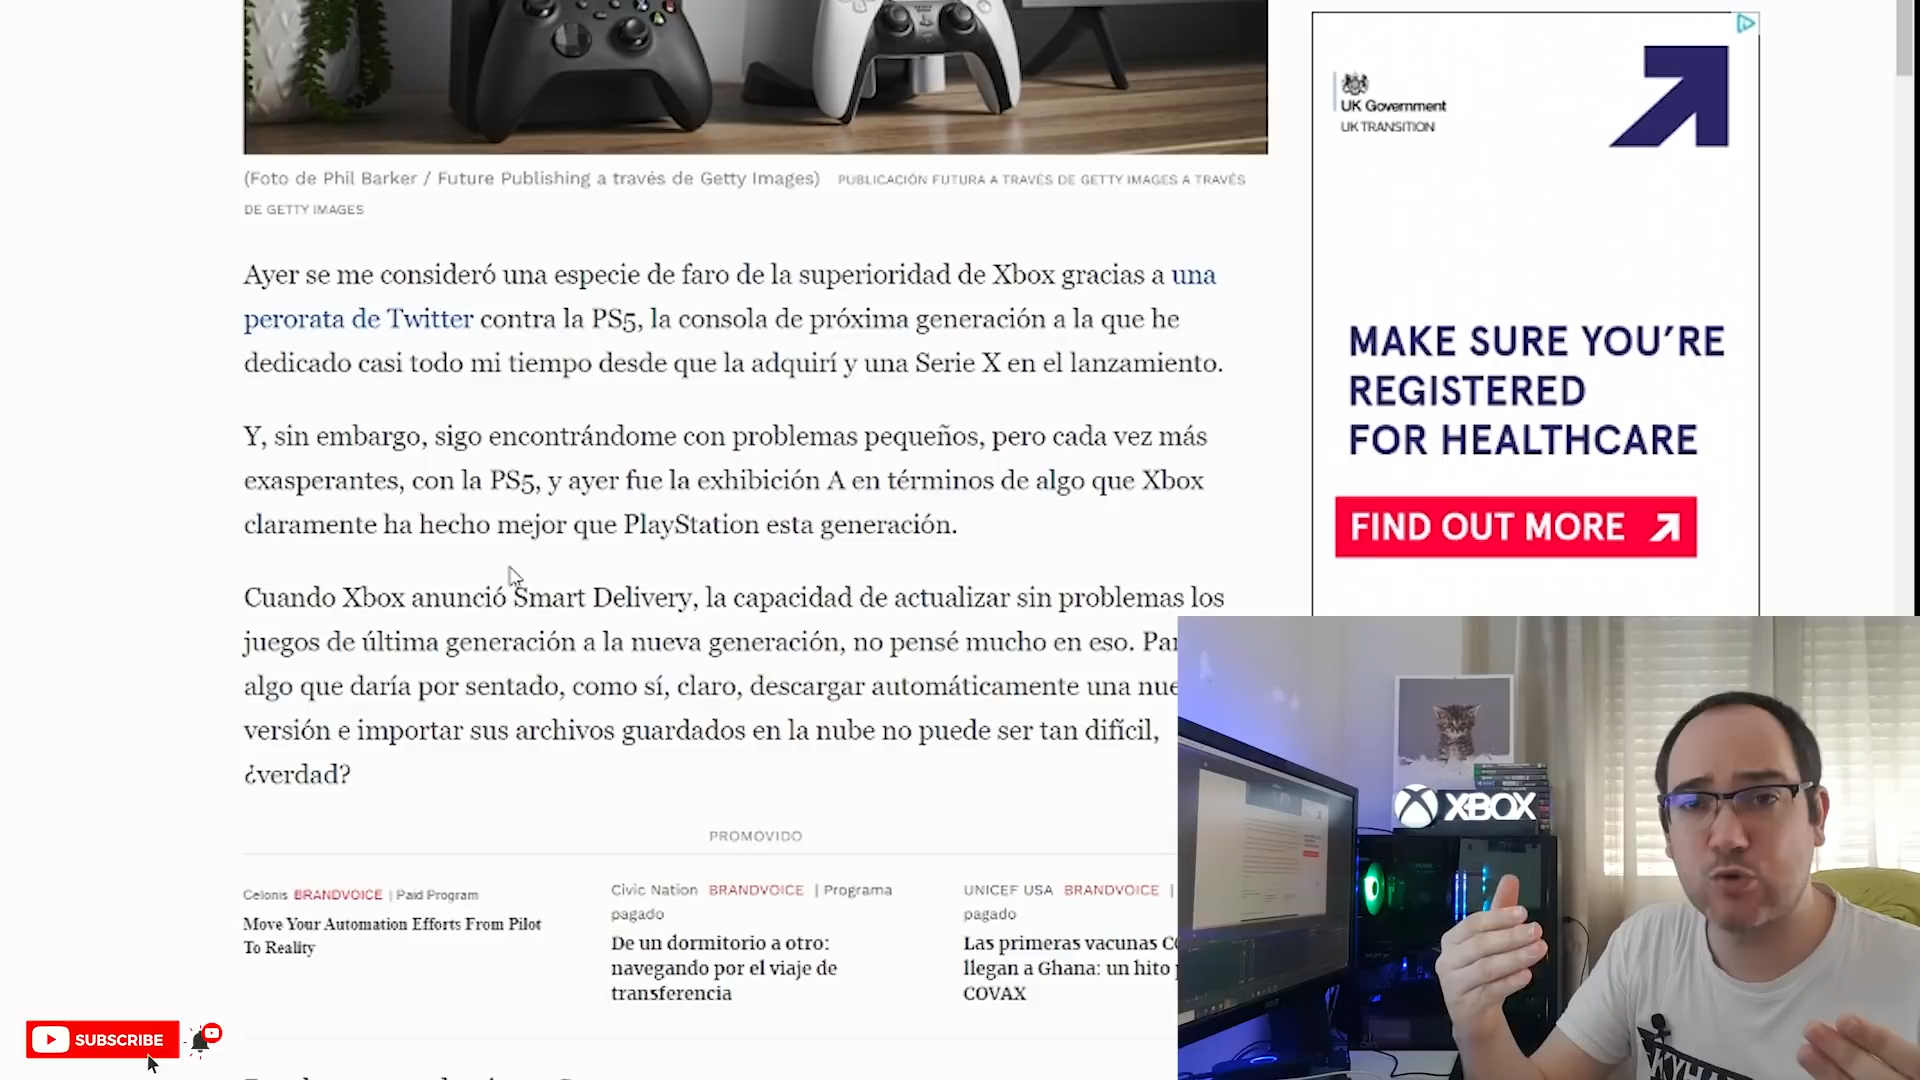 (Foto de Phil Barker / Future Publishing a través de Getty Images) PUBLICACIÓN FUTURA A TRAVÉS DE GETTY IMAGES A TRAVÉS
DE GETTY IMAGES
Ayer se me consideró una especie de faro de la superioridad de Xbox gracias a una
perorata de Twitter contra la PS5, la consola de próxima generación a la que he
dedicado casi todo mi tiempo desde que la adquirí y una Serie X en el lanzamiento.
Y, sin embargo, sigo encontrándome con problemas pequeños, pero cada vez más
exasperantes, con la PS5, y ayer fue la exhibición A en términos de algo que Xbox
claramente ha hecho mejor que PlayStation esta generación.
Cuando Xbox anunció Smart Delivery, la capacidad de actualizar sin problemas los
juegos de última generación a la nueva generación, no pensé mucho en eso.
algo que daría por sentado, como sí, claro, descargar automáticamente una
versión e importar sus archivos guardados en la nube no puede ser tan difícil,
¿verdad?
PROMOVIDO
Celonis BRANDVOICE | Paid Program
Move Your Automation Efforts From Pilot
To Reality
Civic Nation BRANDVOICE | Programa
pagado
De un dormitorio a otro:
navegando por el viaje de
transferencia
UNICEF USA BRANDVOICE |
pagado
Las primeras vacunas
llegan a Ghana: un hito
COVAX
UK Government
UK TRANSITION
MAKE SURE YOU'RE
REGISTERED
FOR HEALTHCARE
FIND OUT MORE
XBOX
SUBSCRIBE